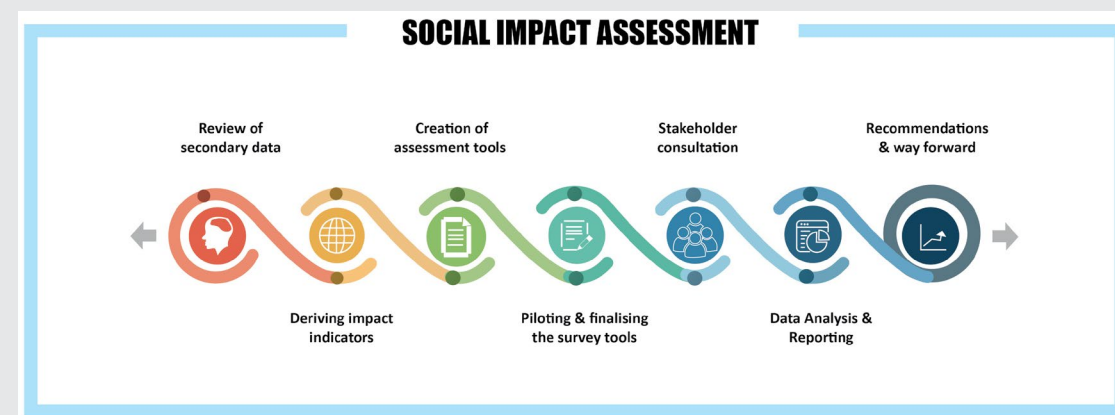 SOCIAL IMPACT ASSESSMENT
Review of
secondary data
Deriving impact
indicators
Creation of
assessment tools
Piloting & finalising
the survey tools
Stakeholder
consultation
Data Analysis &
Reporting
Recommendations
& way forward